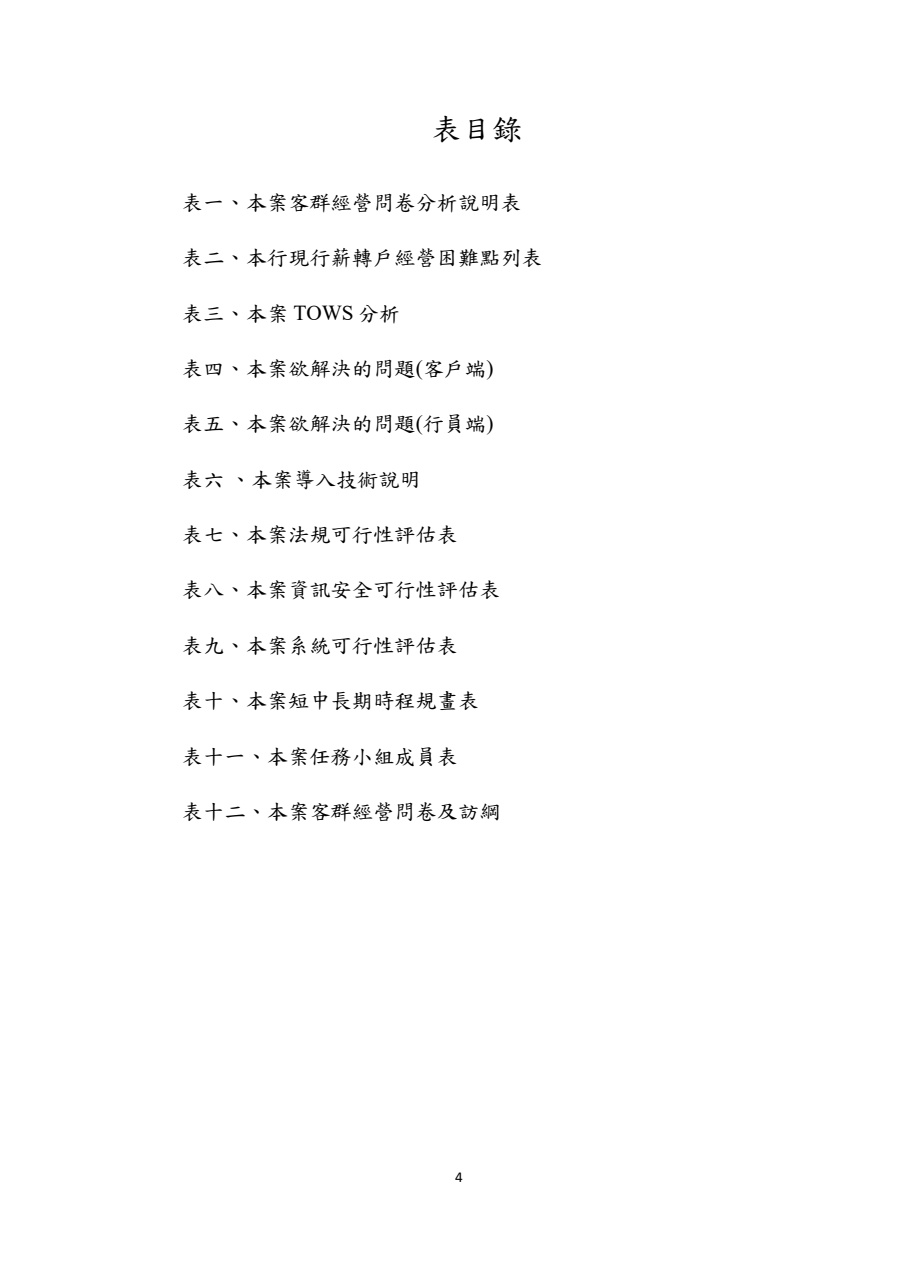 表目錄
表一、本案客群經營問卷分析說明表
表二、本行現行薪轉戶經營困難點列表
表三、本案 TOWS 分析
表四、本案欲解決的問題(客戶端)
表五、本案欲解決的問題(行員端)
表六 、本案導入技術說明
表七、本案法規可行性評估表
表八、本案資訊安全可行性評估表
表九、本案系統可行性評估表
表十、本案短中長期時程規畫表
表十一、本案任務小組成員表
表十二、本案客群經營問卷及訪綱
4